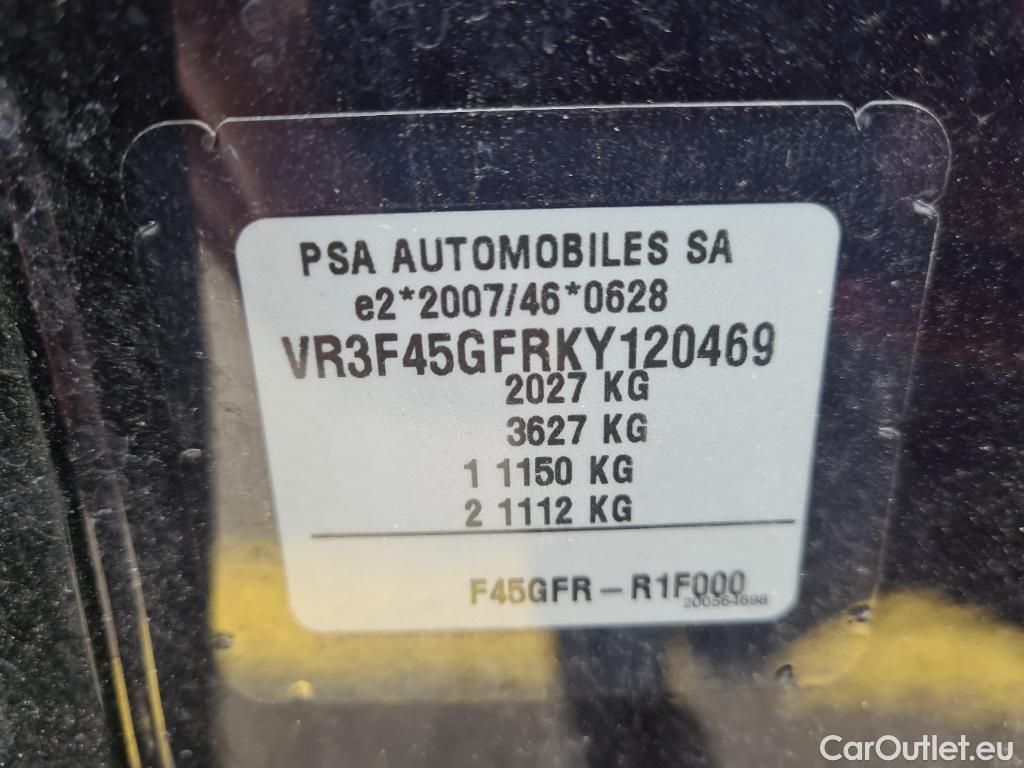 PSA AUTOMOBILES SA
e2*2007/46*0628
VR3F45GFRKY120469
2027 KG
3627 KG
1 1150 KG
2 1112 KG
F45GFR – R1F000
200564698
CarOutlet.eu